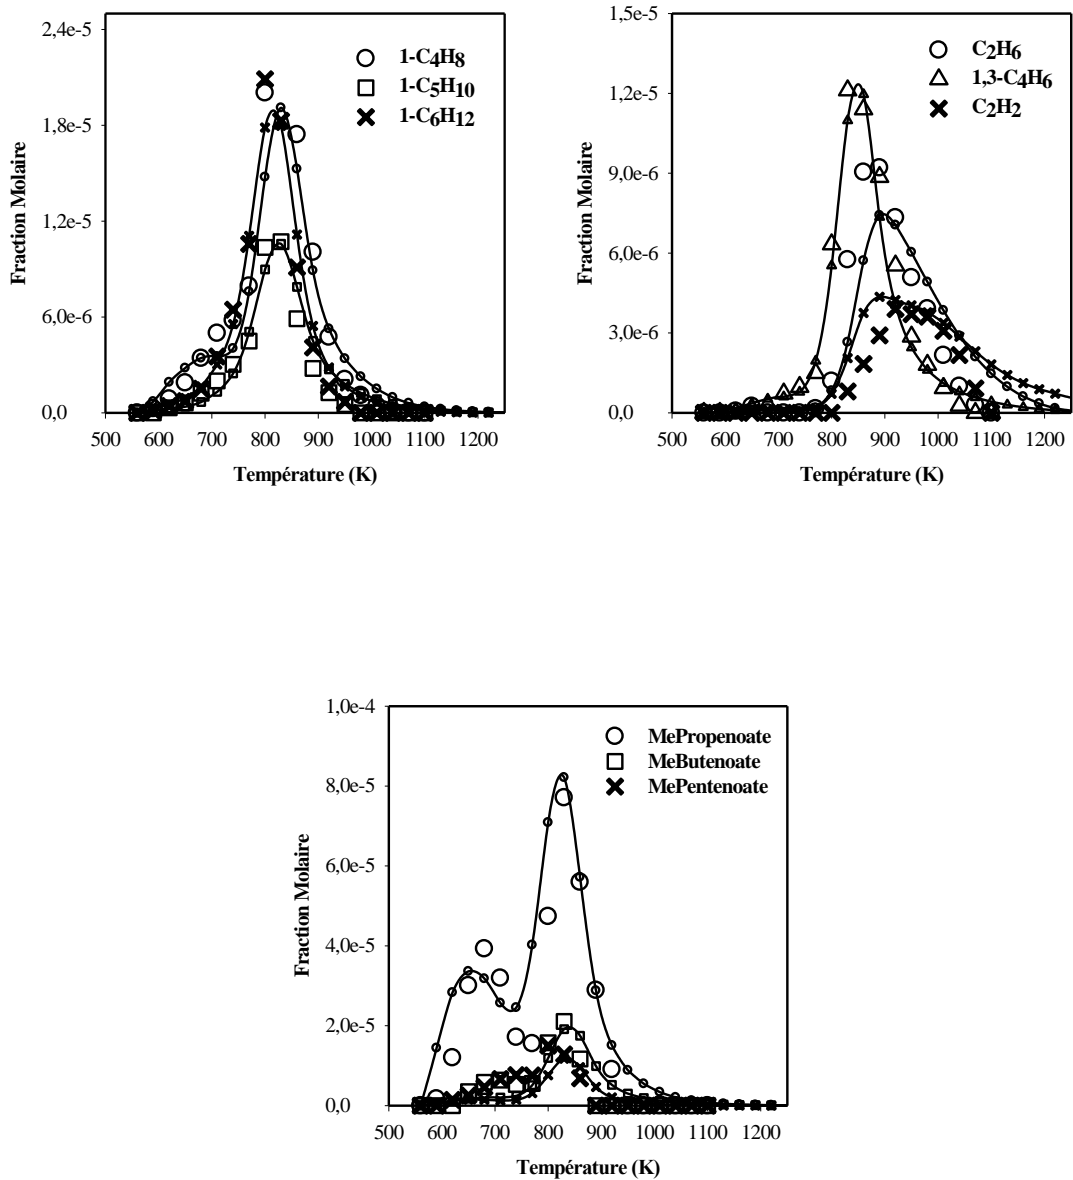 2,4e-5
1,8e-5
1,2e-5
6,0e-6
0,0
Fraction Molaire
1-C4H8
1-C5H10
1-C6H12
500 600 700 800 900 1000 1100 1200
Température (K)
1,5e-5
1,2e-5
9,0e-6
6,0e-6
3,0e-6
0,0
Fraction Molaire
C2H6
1,3-C4H6
C2H2
500 600 700 800 900 1000 1100 1200
Température (K)
1,0e-4
8,0e-5
6,0e-5
4,0e-5
2,0e-5
0,0
Fraction Molaire
MePropenoate
MeButenoate
MePentenoate
500 600 700 800 900 1000 1100 1200
Température (K)